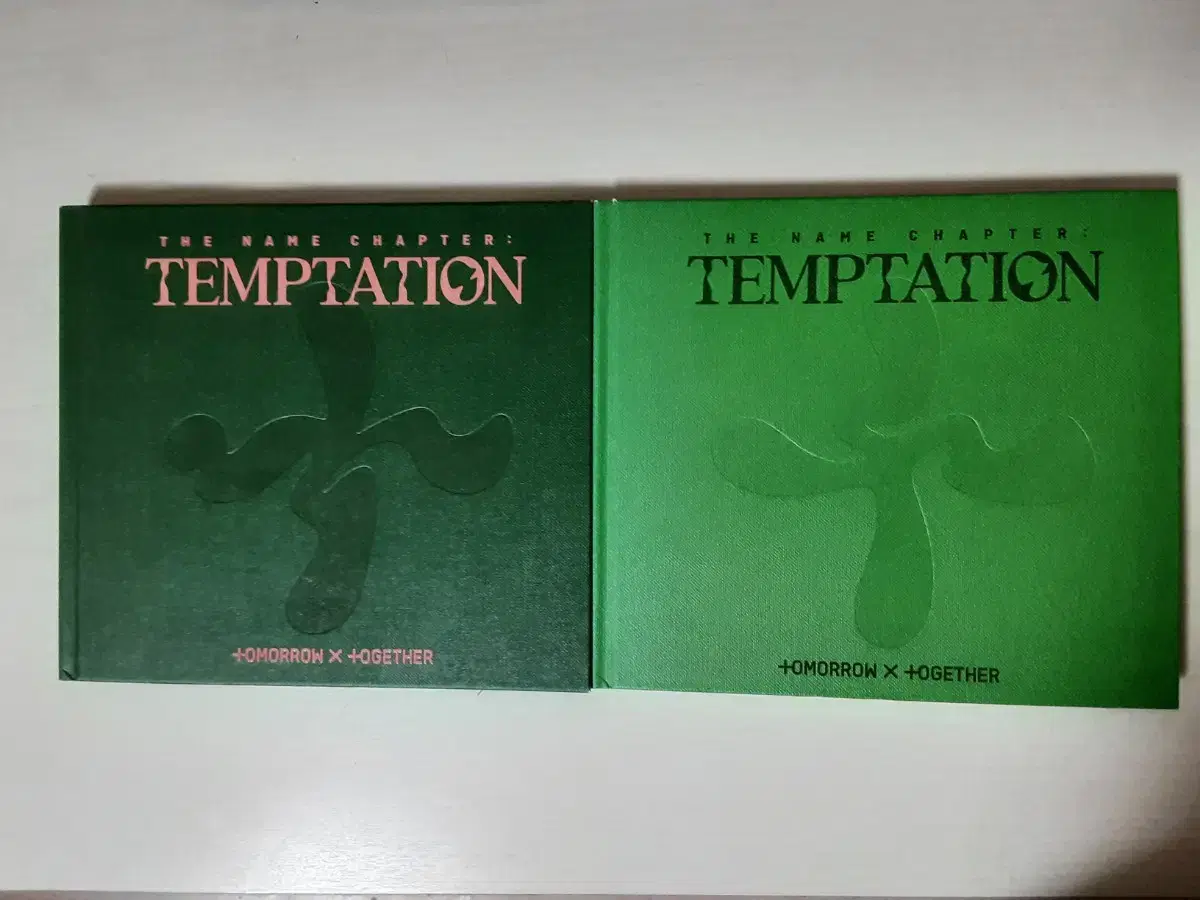 THE NAME CHAPTER:
TEMPTATION
TOMORROW X TOGETHER
THE NAME CHAPTER:
TEMPTATION
TOMORROW X TOGETHER